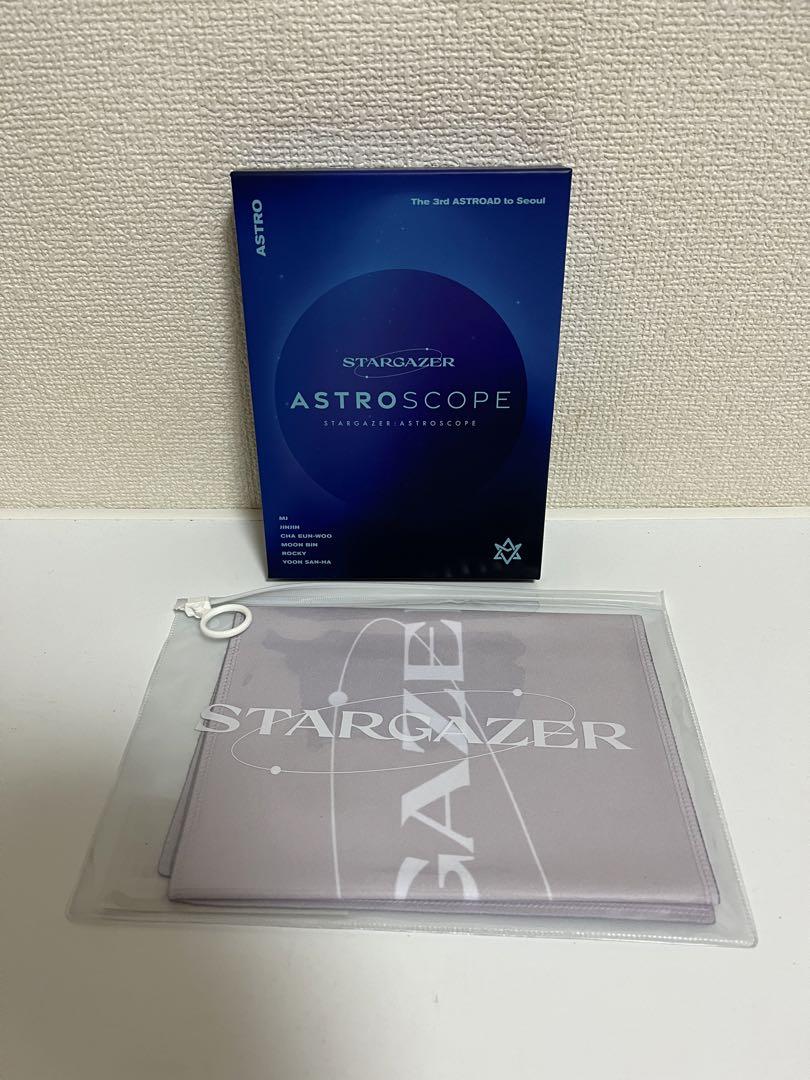 ASTRO
The 3rd ASTROAD to Seoul
STARGAZER
ASTROSCOPE
STARGAZER:ASTROSCOPE
MJ
JINJIN
CHA EUN-WOO
MOON BIN
ROCKY
YOON SAN-HA
STARGAZER
GAZE